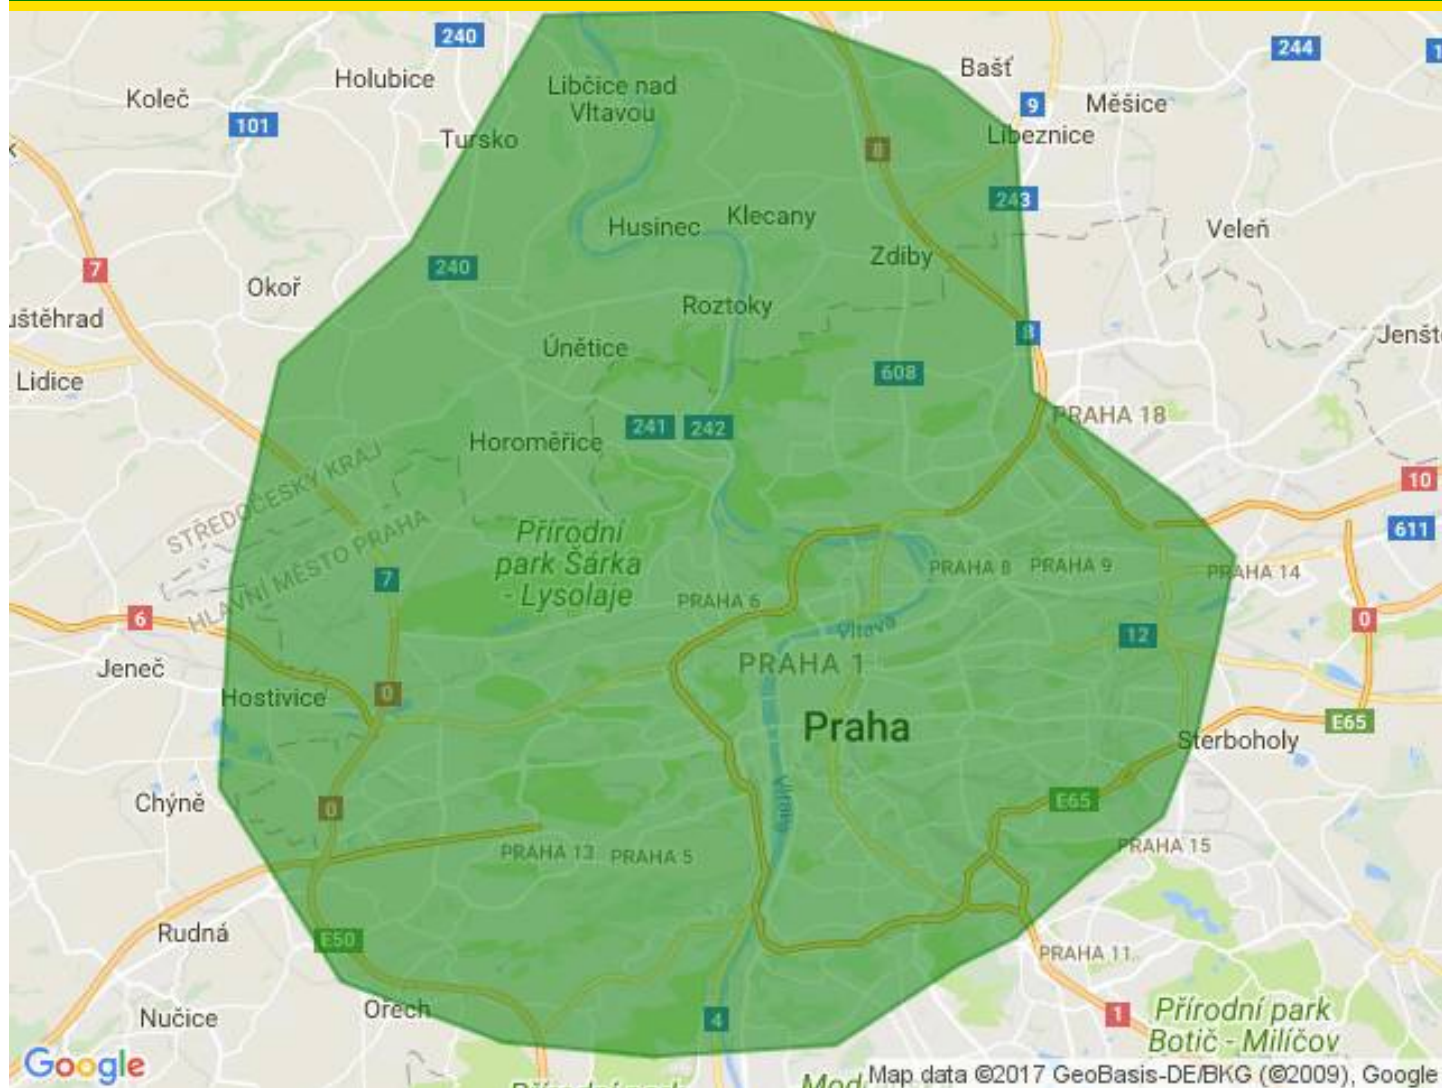 240
244
1
Bašť
Holubice
Libčice nad
Vltavou
Koleč
9
Měšice
101
Líbeznice
Tursko
8
243
Klecany
Husinec
Veleň
Zdiby
7
240
Okoř
Roztoky
uštěhrad
8
Jenšt
Únětice
Lidice
608
PRAHA 18
241
242
Horoměřice
STŘEDOČESKÝ KRAJ
HLAVNÍ MĚSTO PRAHA
10
611
Přírodní
park Šárka
- Lysolaje
PRAHA 8
PRAHA 9
PRAHA 14
7
PRAHA 6
6
0
Vltava
12
Jeneč
PRAHA 1
Hostivice
0
Praha
E65
Sterboholy
Chýně
0
Vltava
E65
PRAHA 13
PRAHA 5
PRAHA 15
Rudná
E50
PRAHA 11
Ořech
Nučice
4
1
Přírodní park
Botič - Milíčov
Google
Map data ©2017 GeoBasis-DE/BKG (©2009), Google